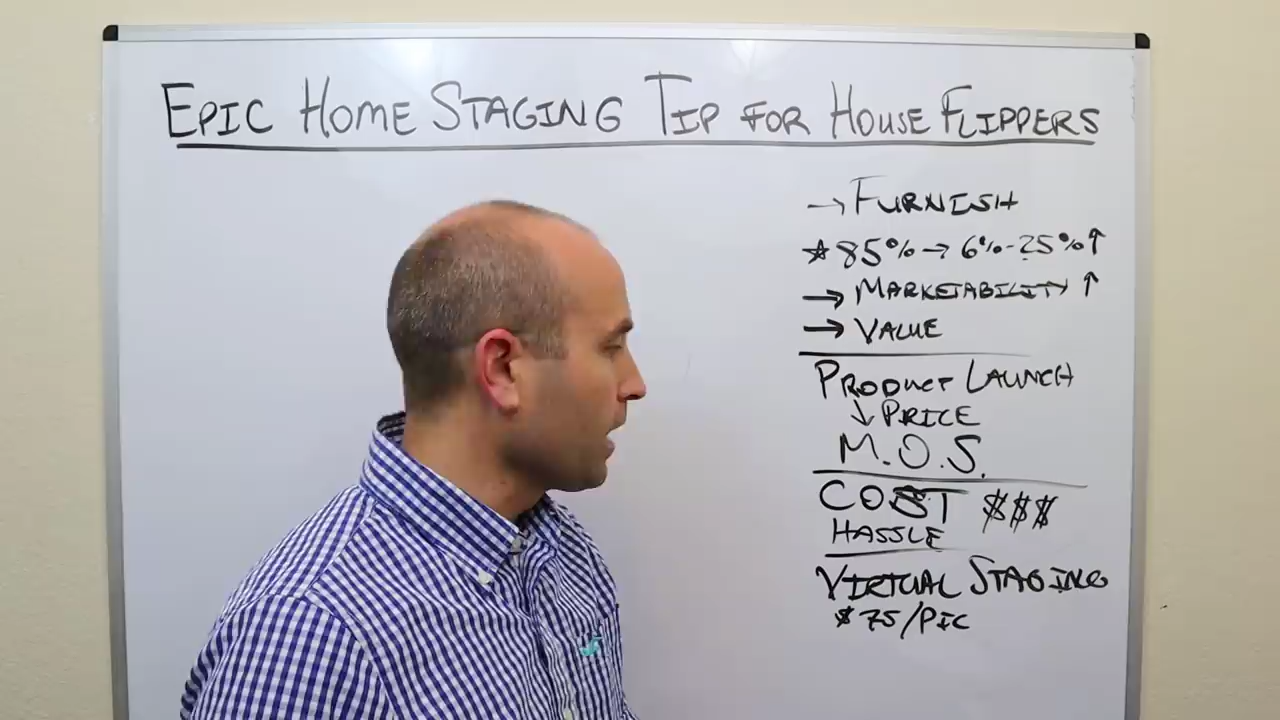 EPIC HOME STAGING TIP FOR HOUSE FLIPPERS
→ FURNISH
☆ 85% → 6%-25% ↑
→ MARKETABILITY ↑
→ VALUE
PRODUCT LAUNCH
↓ PRICE
M.O.S.
COST $$$
HASSLE
VIRTUAL STAGING
$75/PIC